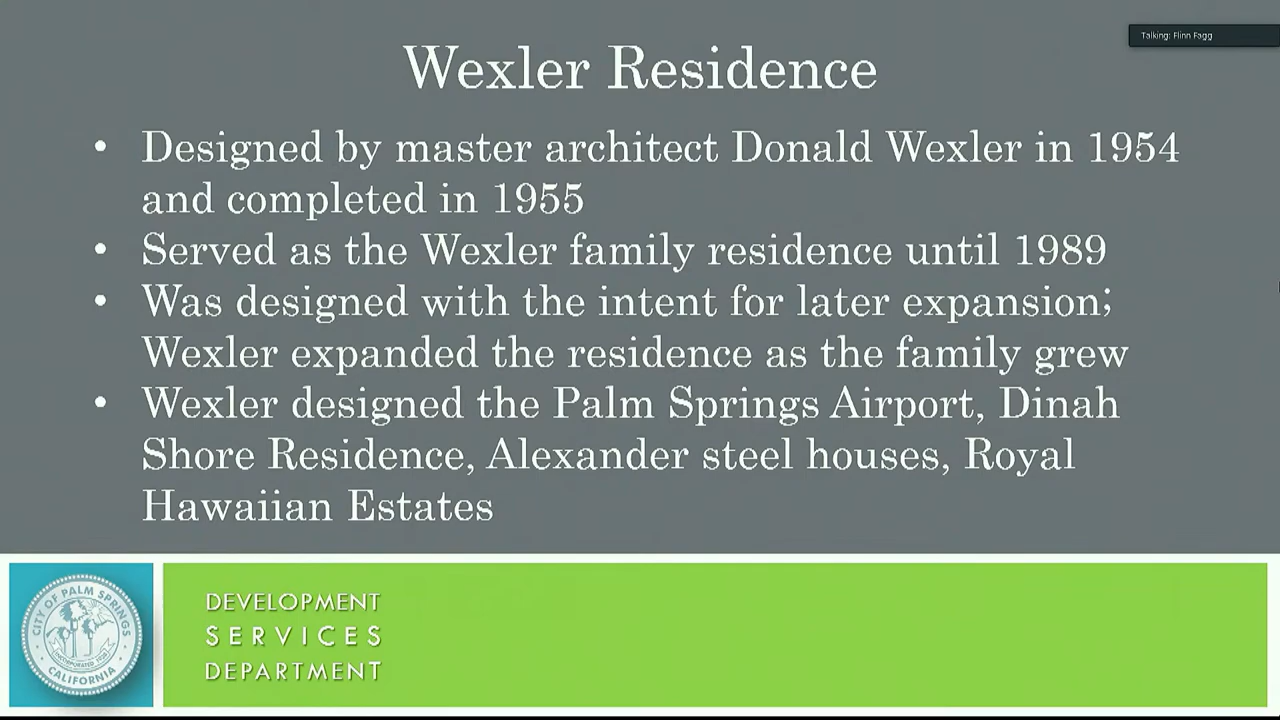 Talking: Flinn Fagg
Wexler Residence
• Designed by master architect Donald Wexler in 1954
and completed in 1955
• Served as the Wexler family residence until 1989
• Was designed with the intent for later expansion;
Wexler expanded the residence as the family grew
• Wexler designed the Palm Springs Airport, Dinah
Shore Residence, Alexander steel houses, Royal
Hawaiian Estates
CITY OF PALM SPRINGS
CALIFORNIA
DEVELOPMENT
SERVICES
DEPARTMENT